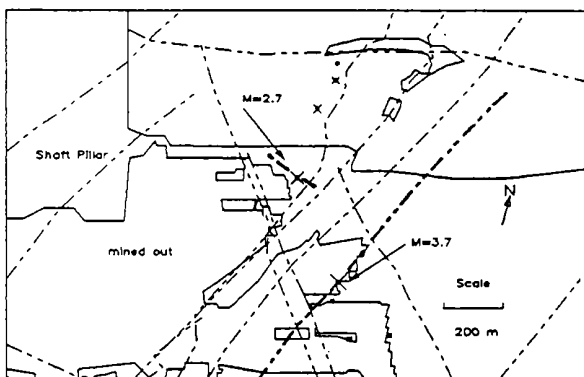 M=2.7
Shaft Pillar
N
mined out
M=3.7
Scale
200 m